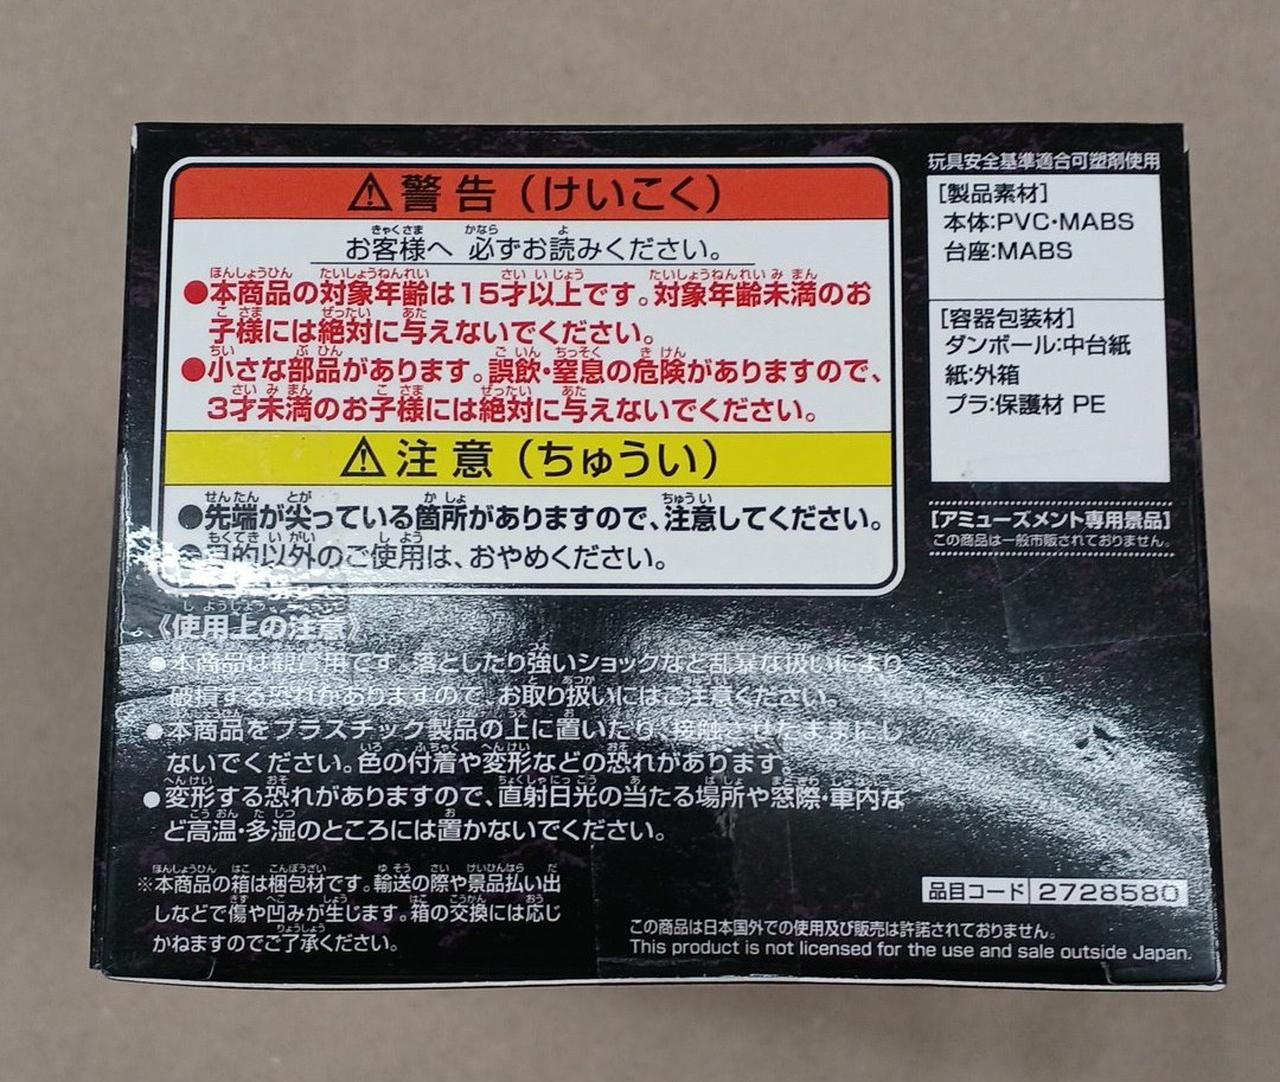 ⚠警告（けいこく）
お客様へ 必ずお読みください。
●本商品の対象年齢は15才以上です。対象年齢未満のお
子様には絶対に与えないでください。
●小さな部品があります。誤飲・窒息の危険がありますので、
3才未満のお子様には絶対に与えないでください。
⚠注意（ちゅうい）
●先端が尖っている箇所がありますので、注意してください。
●目的以外のご使用は、おやめください。
《使用上の注意》
●本商品は観賞用です。落としたり強いショックなど乱暴な扱いにより
破損する恐れがありますので、お取り扱いにはご注意ください。
●本商品をプラスチック製品の上に置いたり、接触させたままにし
ないでください。色の付着や変形などの恐れがあります。
●変形する恐れがありますので、直射日光の当たる場所や窓際・車内な
ど高温・多湿のところには置かないでください。
※本商品の箱は梱包材です。輸送の際や景品払い出
しなどで傷や凹みが生じます。箱の交換には応じ
かねますのでご了承ください。
玩具安全基準適合可塑剤使用
[製品素材]
本体:PVC・MABS
台座:MABS
[容器包装材]
ダンボール:中台紙
紙:外箱
プラ:保護材 PE
[アミューズメント専用景品]
この商品は一般市販されておりません。
品目コード 2728580
この商品は日本国外での使用及び販売は許諾されておりません。
This product is not licensed for the use and sale outside Japan.